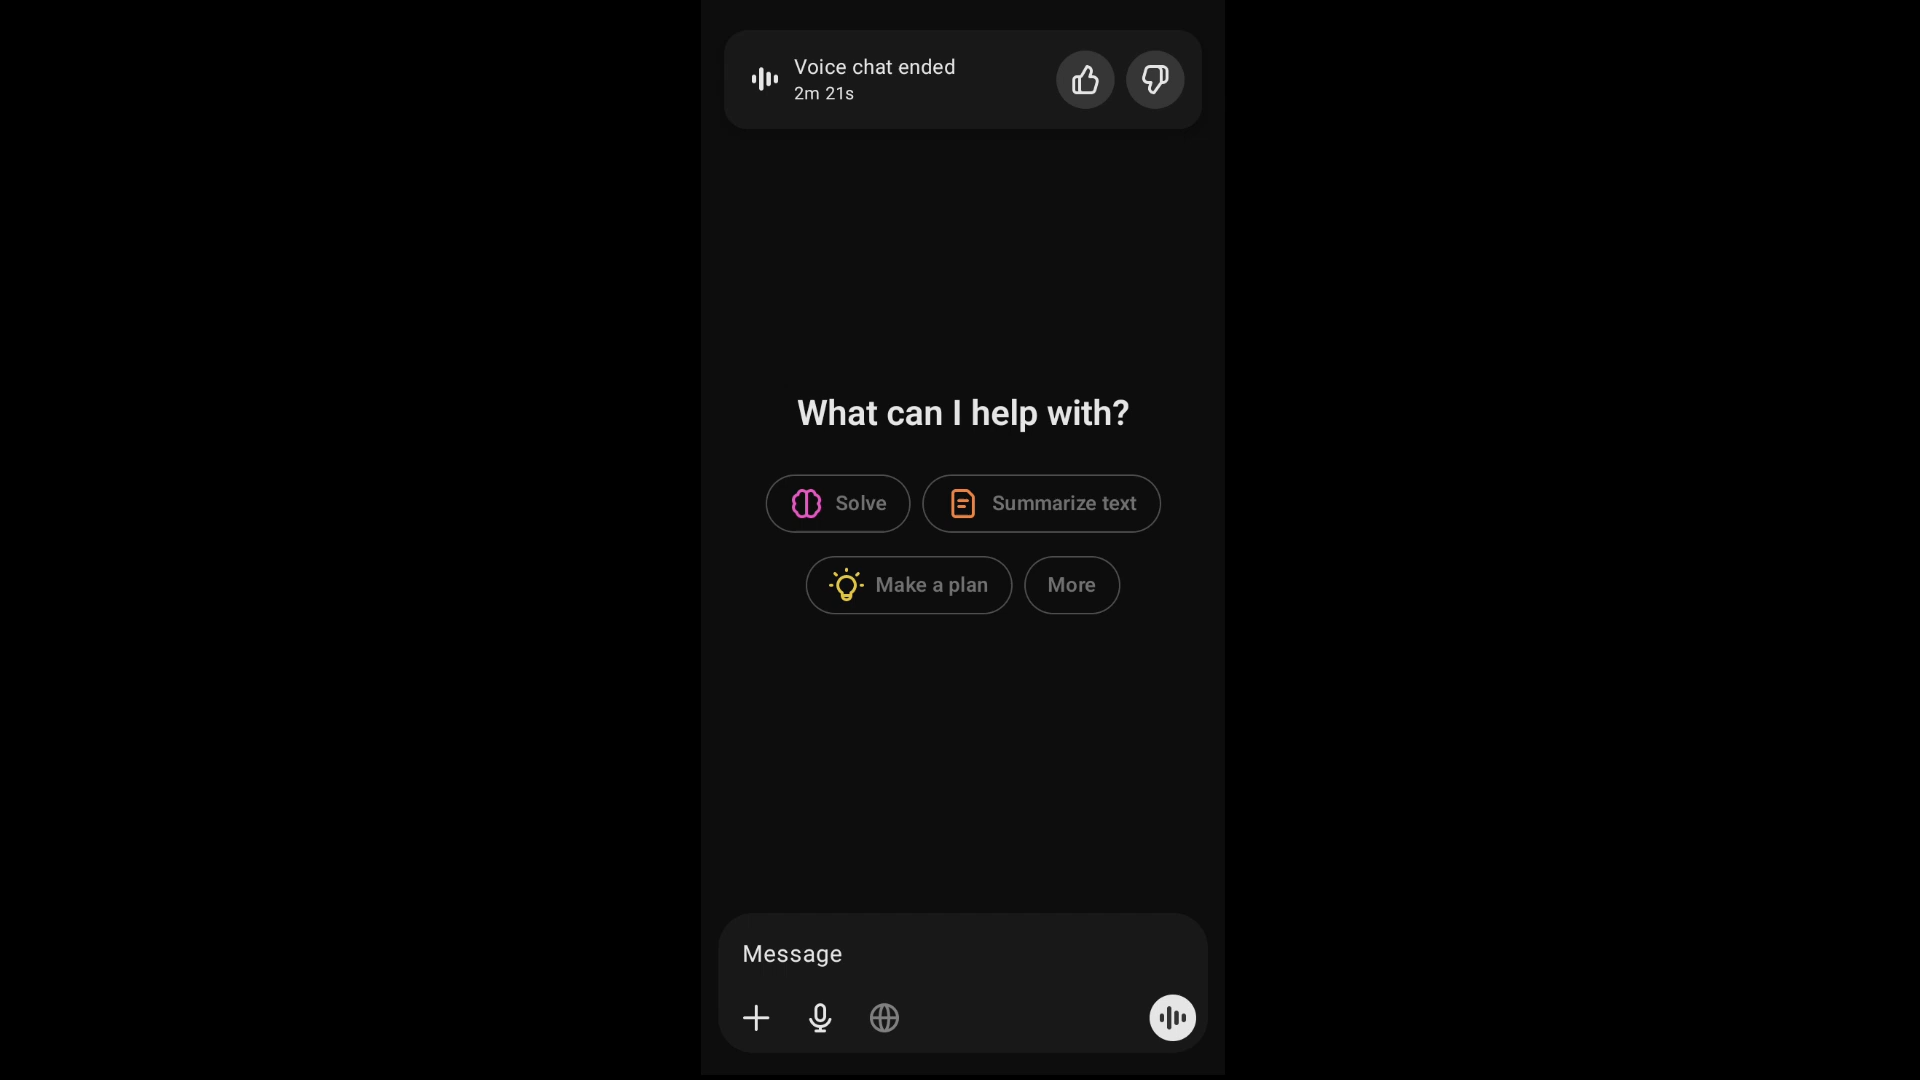 Voice chat ended
2m 21s
What can I help with?
Solve
Summarize text
Make a plan
More
Message